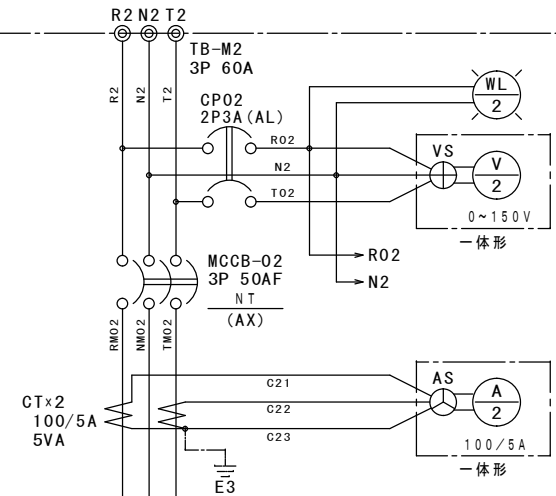 R2 N2 T2
TB-M2
3P 60A
R2
N2
T2
CP02
2P3A(AL)
R02
N2
T02
WL
2
VS
V
2
0~150V
一体形
R02
N2
MCCB-02
3P 50AF
NT
(AX)
RM02
NM02
TM02
CT×2
100/5A
5VA
C21
C22
C23
E3
AS
A
2
100/5A
一体形